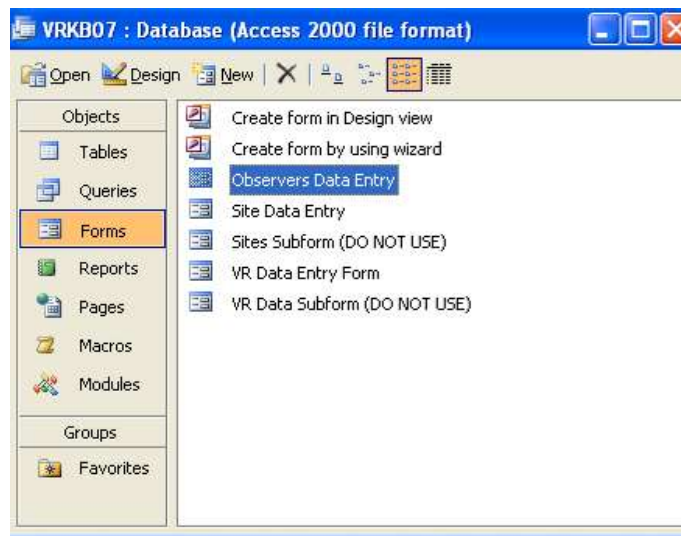 VRKB07 : Database (Access 2000 file format)
Open Design New
Objects
Tables
Queries
Forms
Reports
Pages
Macros
Modules
Groups
Favorites
Create form in Design view
Create form by using wizard
Observers Data Entry
Site Data Entry
Sites Subform (DO NOT USE)
VR Data Entry Form
VR Data Subform (DO NOT USE)